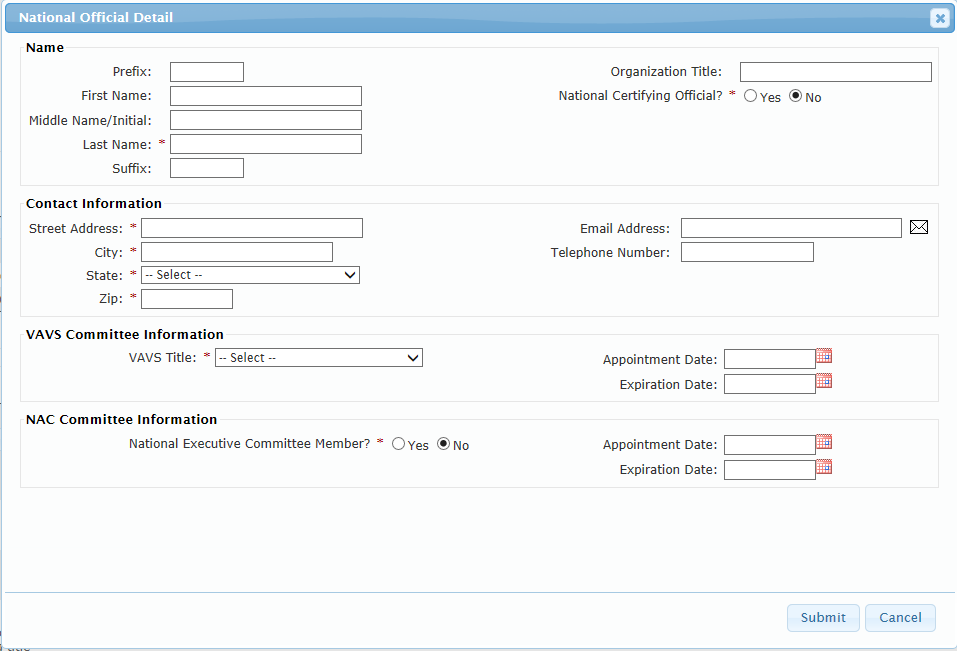 National Official Detail
Name
Prefix:
Organization Title:
First Name:
National Certifying Official? * Yes No
Middle Name/Initial:
Last Name: *
Suffix:
Contact Information
Street Address: *
Email Address:
City: *
Telephone Number:
State: * -- Select --
Zip: *
VAVS Committee Information
VAVS Title: * -- Select --
Appointment Date:
Expiration Date:
NAC Committee Information
National Executive Committee Member? * Yes No
Appointment Date:
Expiration Date:
Submit Cancel